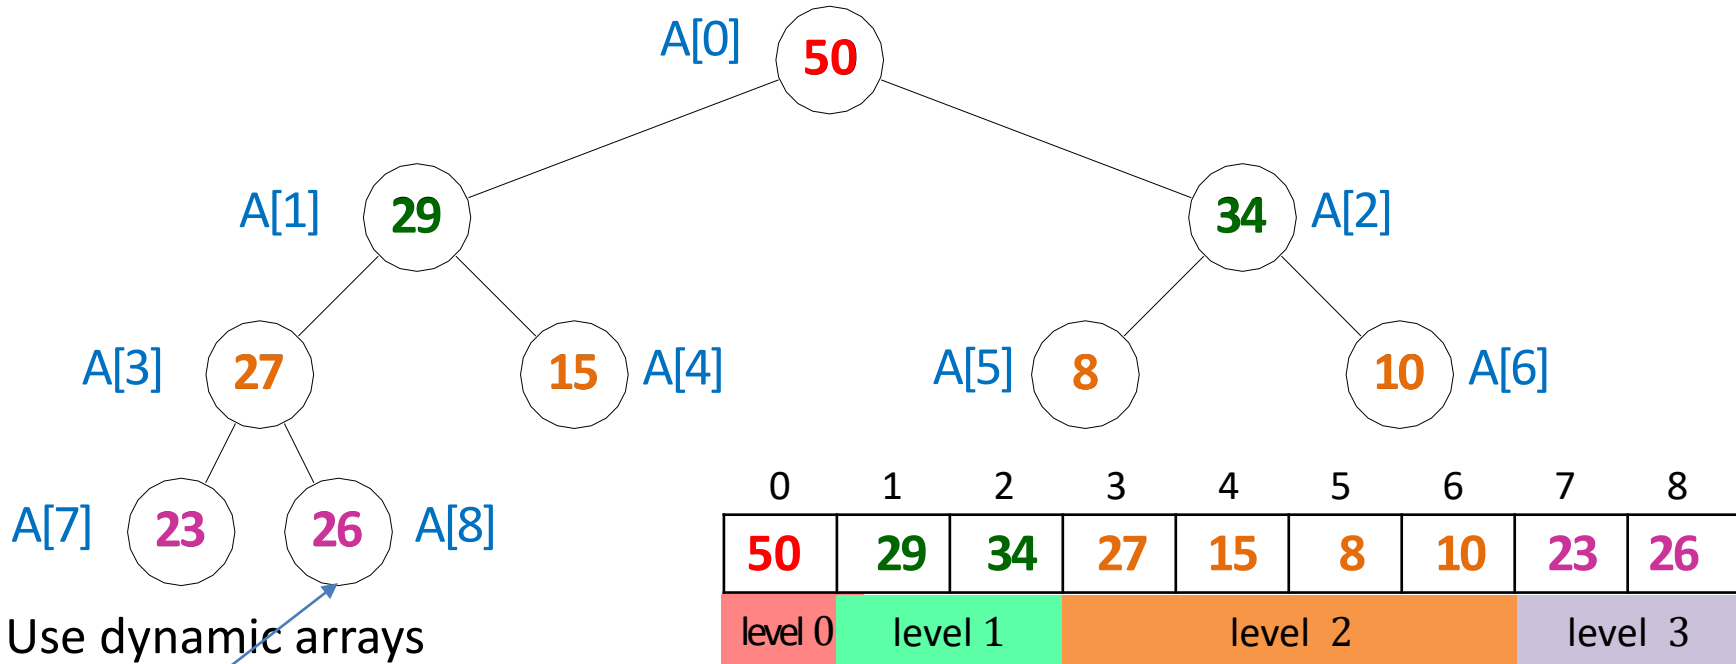 A[0] 50
A[1] 29 34 A[2]
A[3] 27 15 A[4] A[5] 8 10 A[6]
A[7] 23 26 A[8]
0 1 2 3 4 5 6 7 8
50 29 34 27 15 8 10 23 26
level 0 level 1 level 2 level 3
Use dynamic arrays